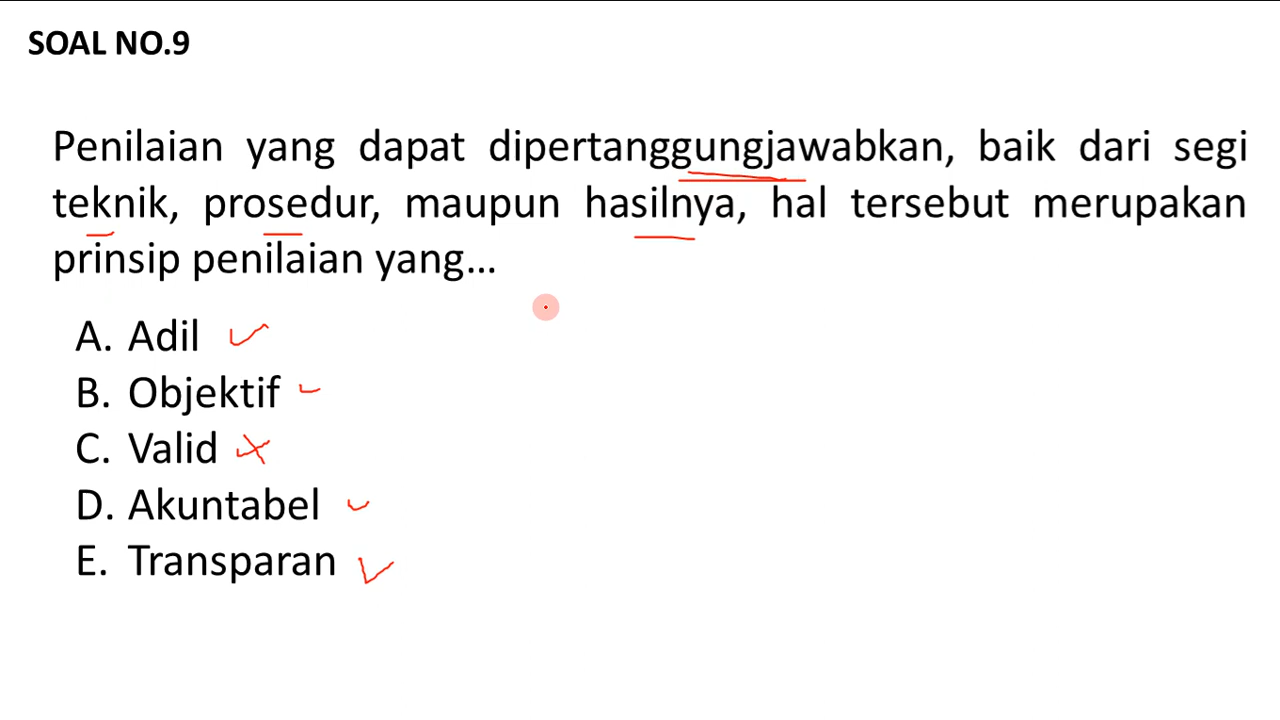 SOAL NO.9
Penilaian yang dapat dipertanggungjawabkan, baik dari segi
teknik, prosedur, maupun hasilnya, hal tersebut merupakan
prinsip penilaian yang...
A. Adil
B. Objektif
C. Valid
D. Akuntabel
E. Transparan